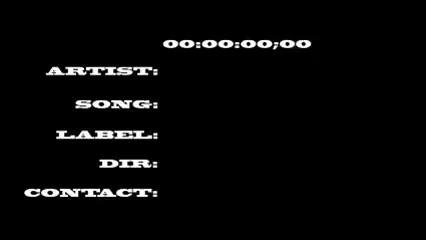 00:00:00;00
ARTIST:
SONG:
LABEL:
DIR:
CONTACT: